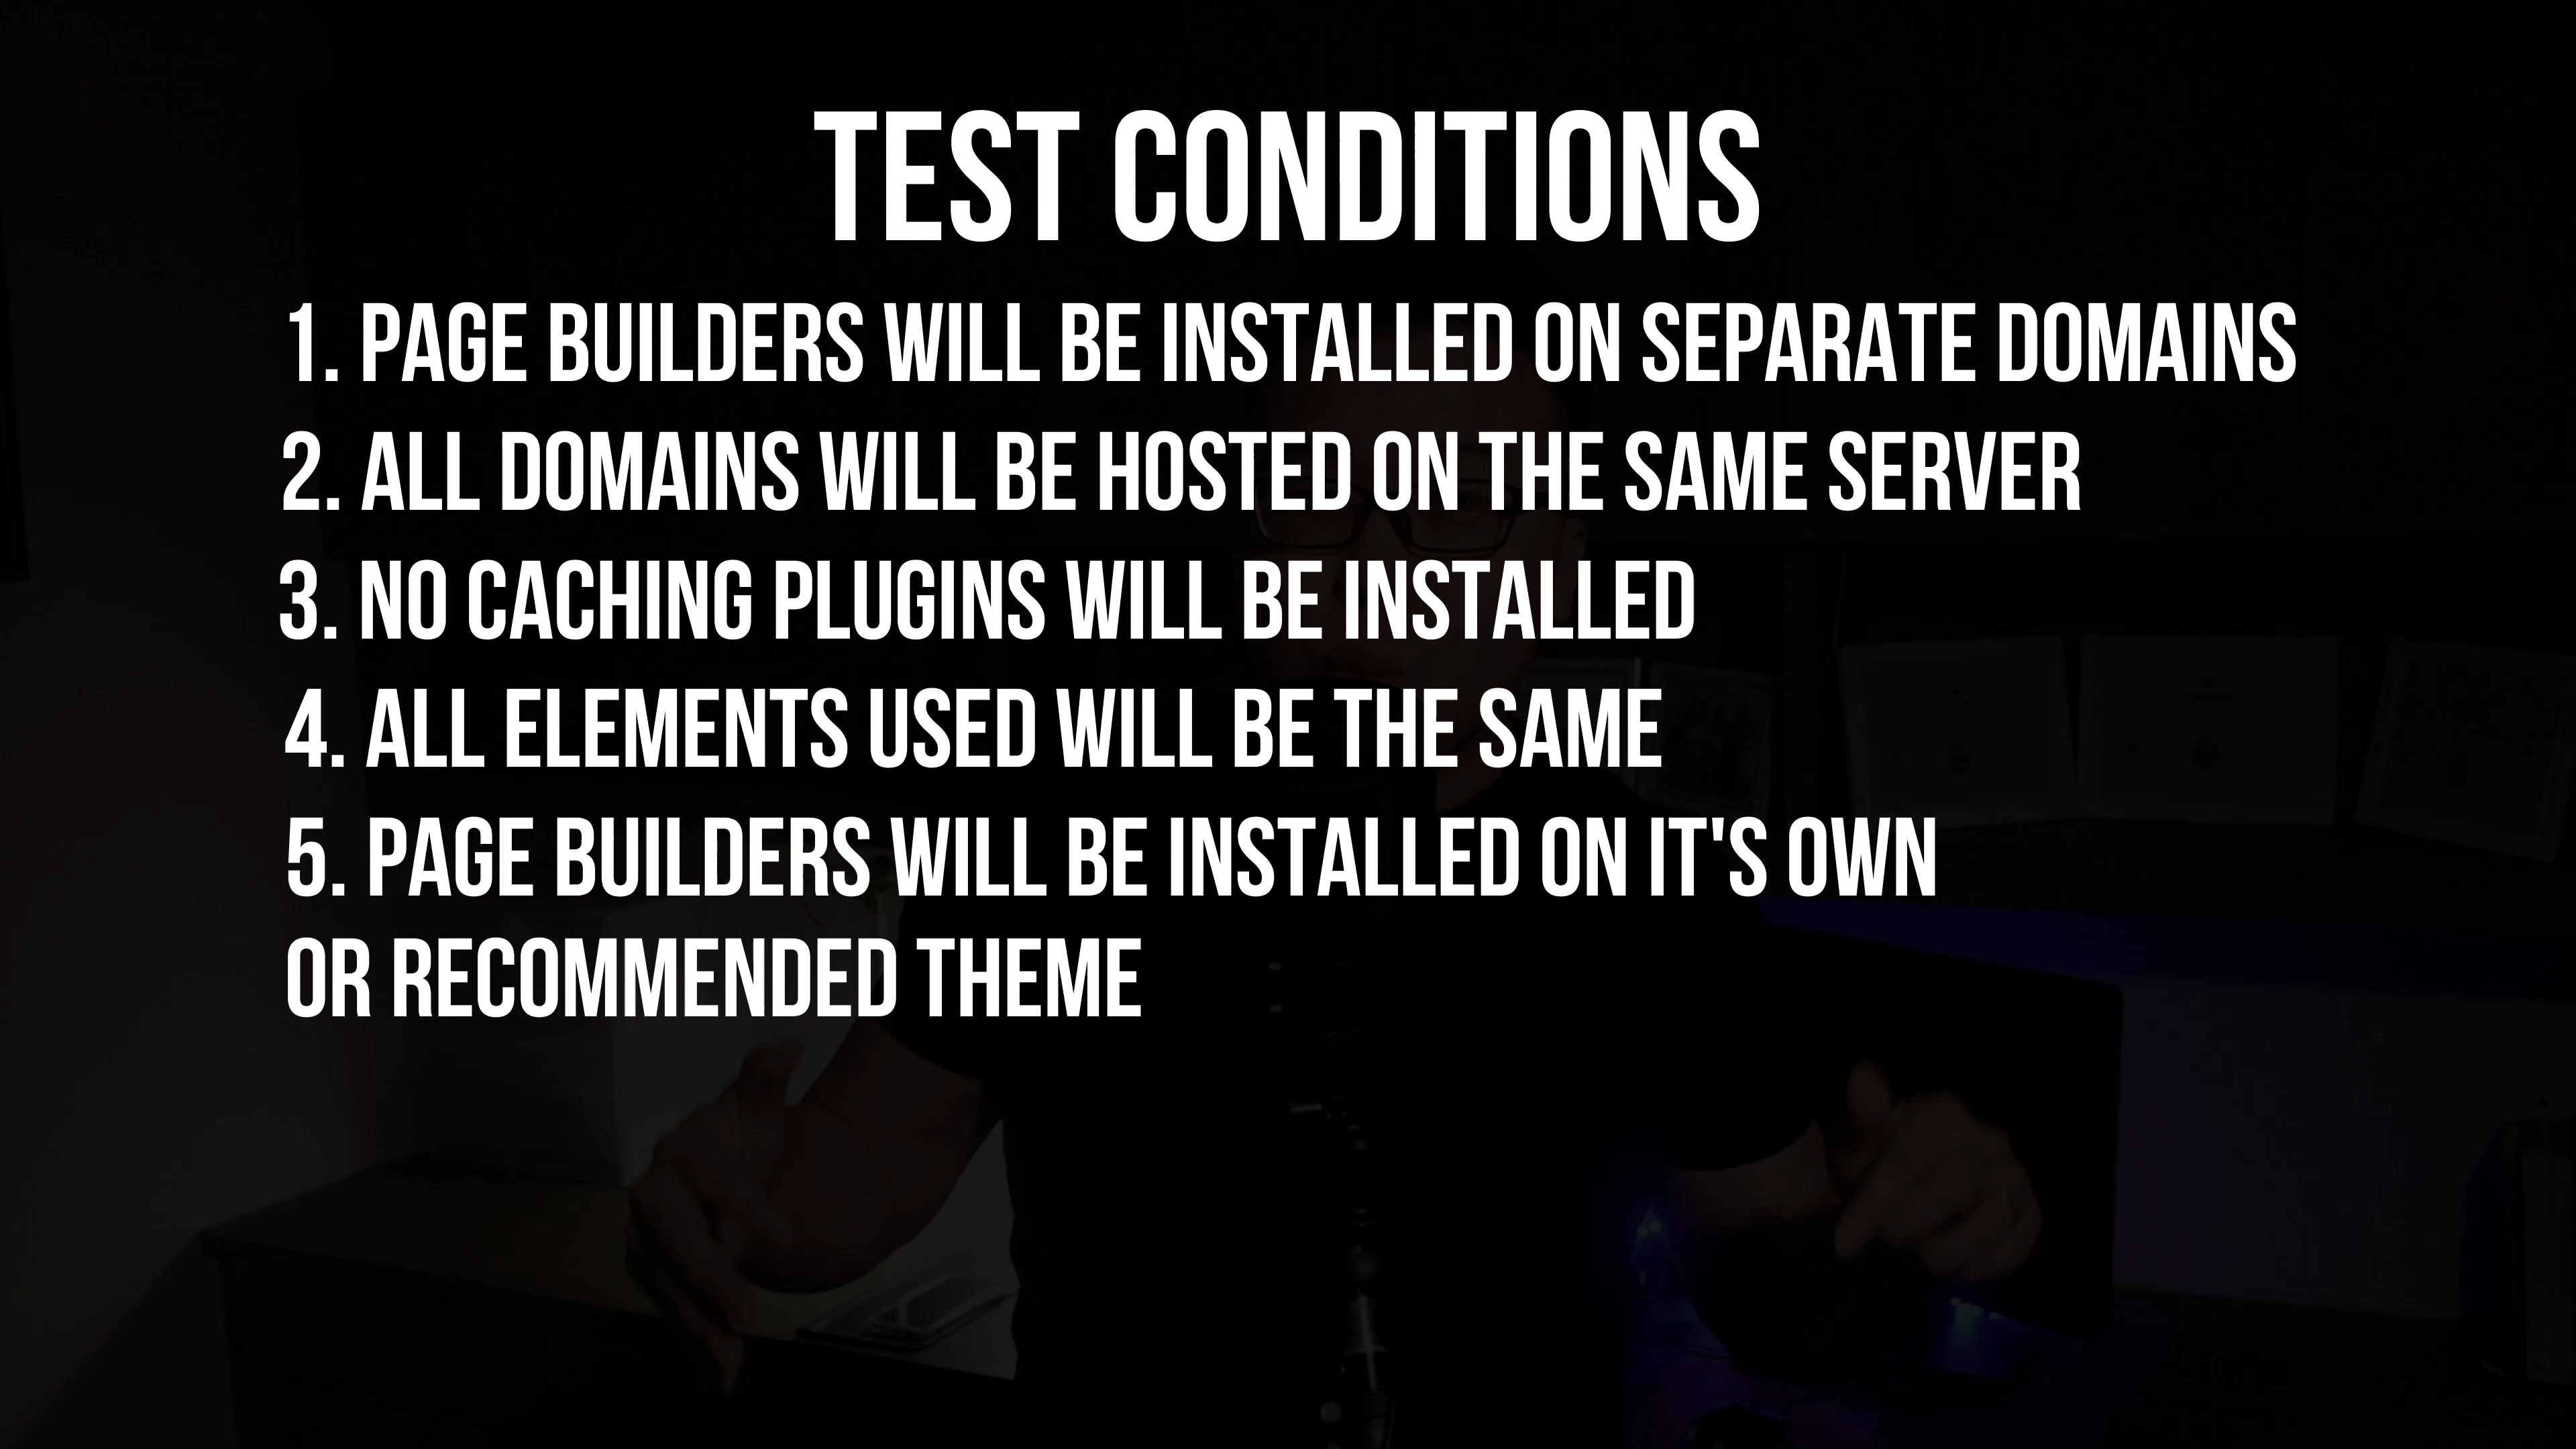 TEST CONDITIONS
1. PAGE BUILDERS WILL BE INSTALLED ON SEPARATE DOMAINS
2. ALL DOMAINS WILL BE HOSTED ON THE SAME SERVER
3. NO CACHING PLUGINS WILL BE INSTALLED
4. ALL ELEMENTS USED WILL BE THE SAME
5. PAGE BUILDERS WILL BE INSTALLED ON IT'S OWN
OR RECOMMENDED THEME